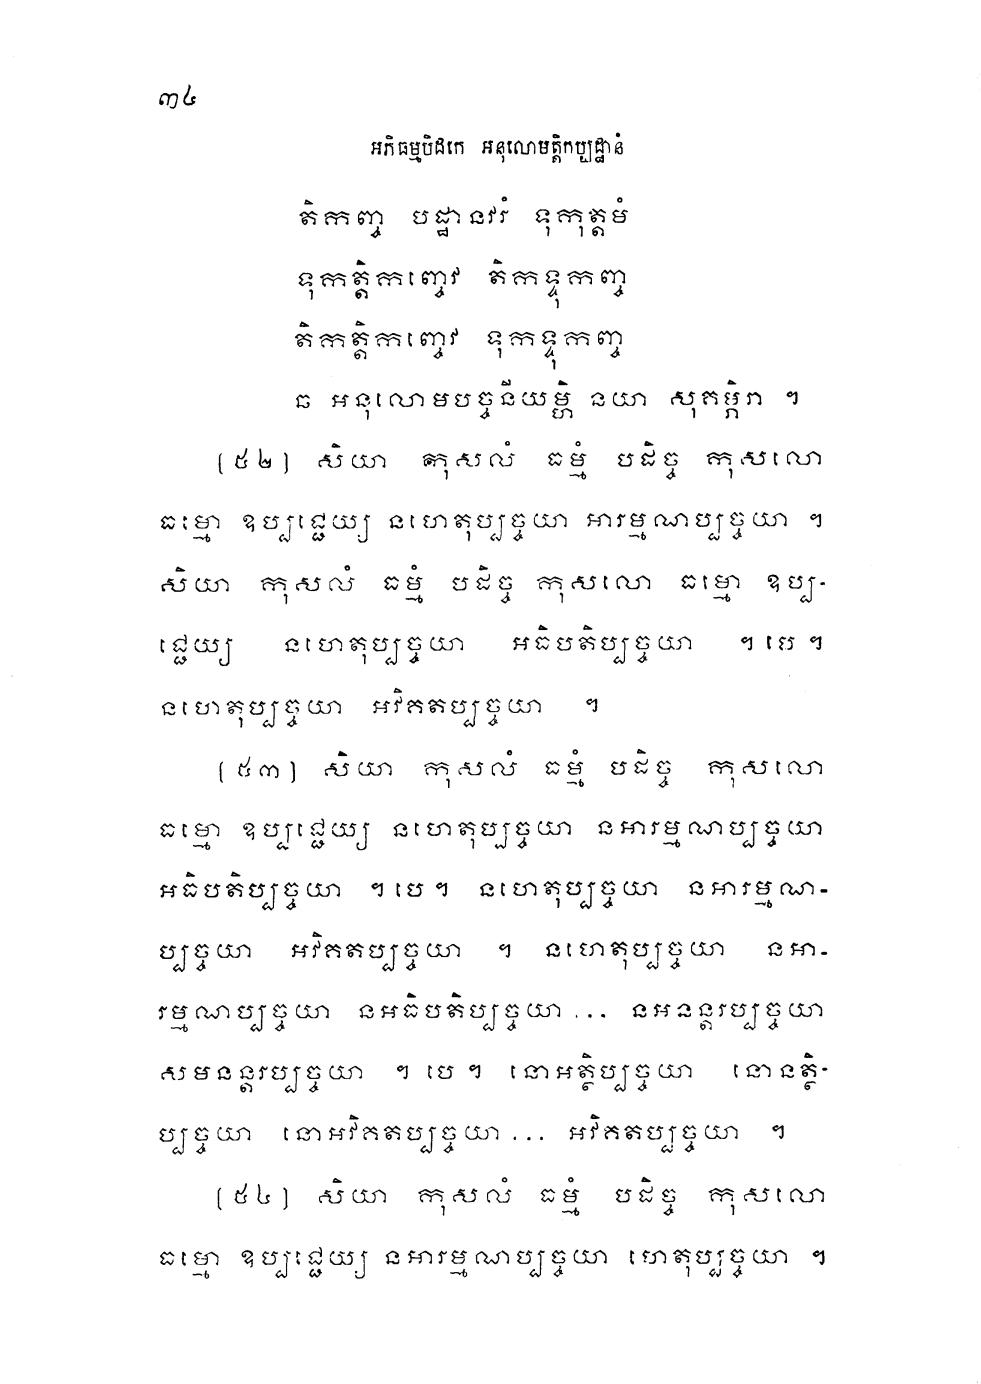 ៣៤
អភិធម្មបិដកេ អនុលោមត្តិកប្បដ្ឋានំ
តិកញ្ច បដ្ឋានវរំ ទុកុត្តមំ
ទុកត្តិកញ្ចេវ តិកទ្ទុកញ្ច
តិកត្តិកញ្ចេវ ទុកទ្ទុកញ្ច
ឆ អនុលោមបច្ចនីយម្ហិ នយា សុគម្ភិរា ។
(៥២) សិយា កុសលំ ធម្មំ បដិច្ច កុសលោ
ធម្មោ ឧប្បជ្ជេយ្យ នហេតុប្បច្ចយា អារម្មណប្បច្ចយា ។
សិយា កុសលំ ធម្មំ បដិច្ច កុសលោ ធម្មោ ឧប្ប-
ជ្ជេយ្យ នហេតុប្បច្ចយា អធិបតិប្បច្ចយា ។ បេ ។
នហេតុប្បច្ចយា អវិគតប្បច្ចយា ។
(៥៣) សិយា កុសលំ ធម្មំ បដិច្ច កុសលោ
ធម្មោ ឧប្បជ្ជេយ្យ នហេតុប្បច្ចយា នអារម្មណប្បច្ចយា
អធិបតិប្បច្ចយា ។ បេ ។ នហេតុប្បច្ចយា នអារម្មណ-
ប្បច្ចយា អវិគតប្បច្ចយា ។ នហេតុប្បច្ចយា នអា-
រម្មណប្បច្ចយា នអធិបតិប្បច្ចយា ... នអនន្តរប្បច្ចយា
សមនន្តរប្បច្ចយា ។ បេ ។ នោអត្ថិប្បច្ចយា នោនត្ថិ-
ប្បច្ចយា នោអវិគតប្បច្ចយា ... អវិគតប្បច្ចយា ។
(៥៤) សិយា កុសលំ ធម្មំ បដិច្ច កុសលោ
ធម្មោ ឧប្បជ្ជេយ្យ នអារម្មណប្បច្ចយា ហេតុប្បច្ចយា ។